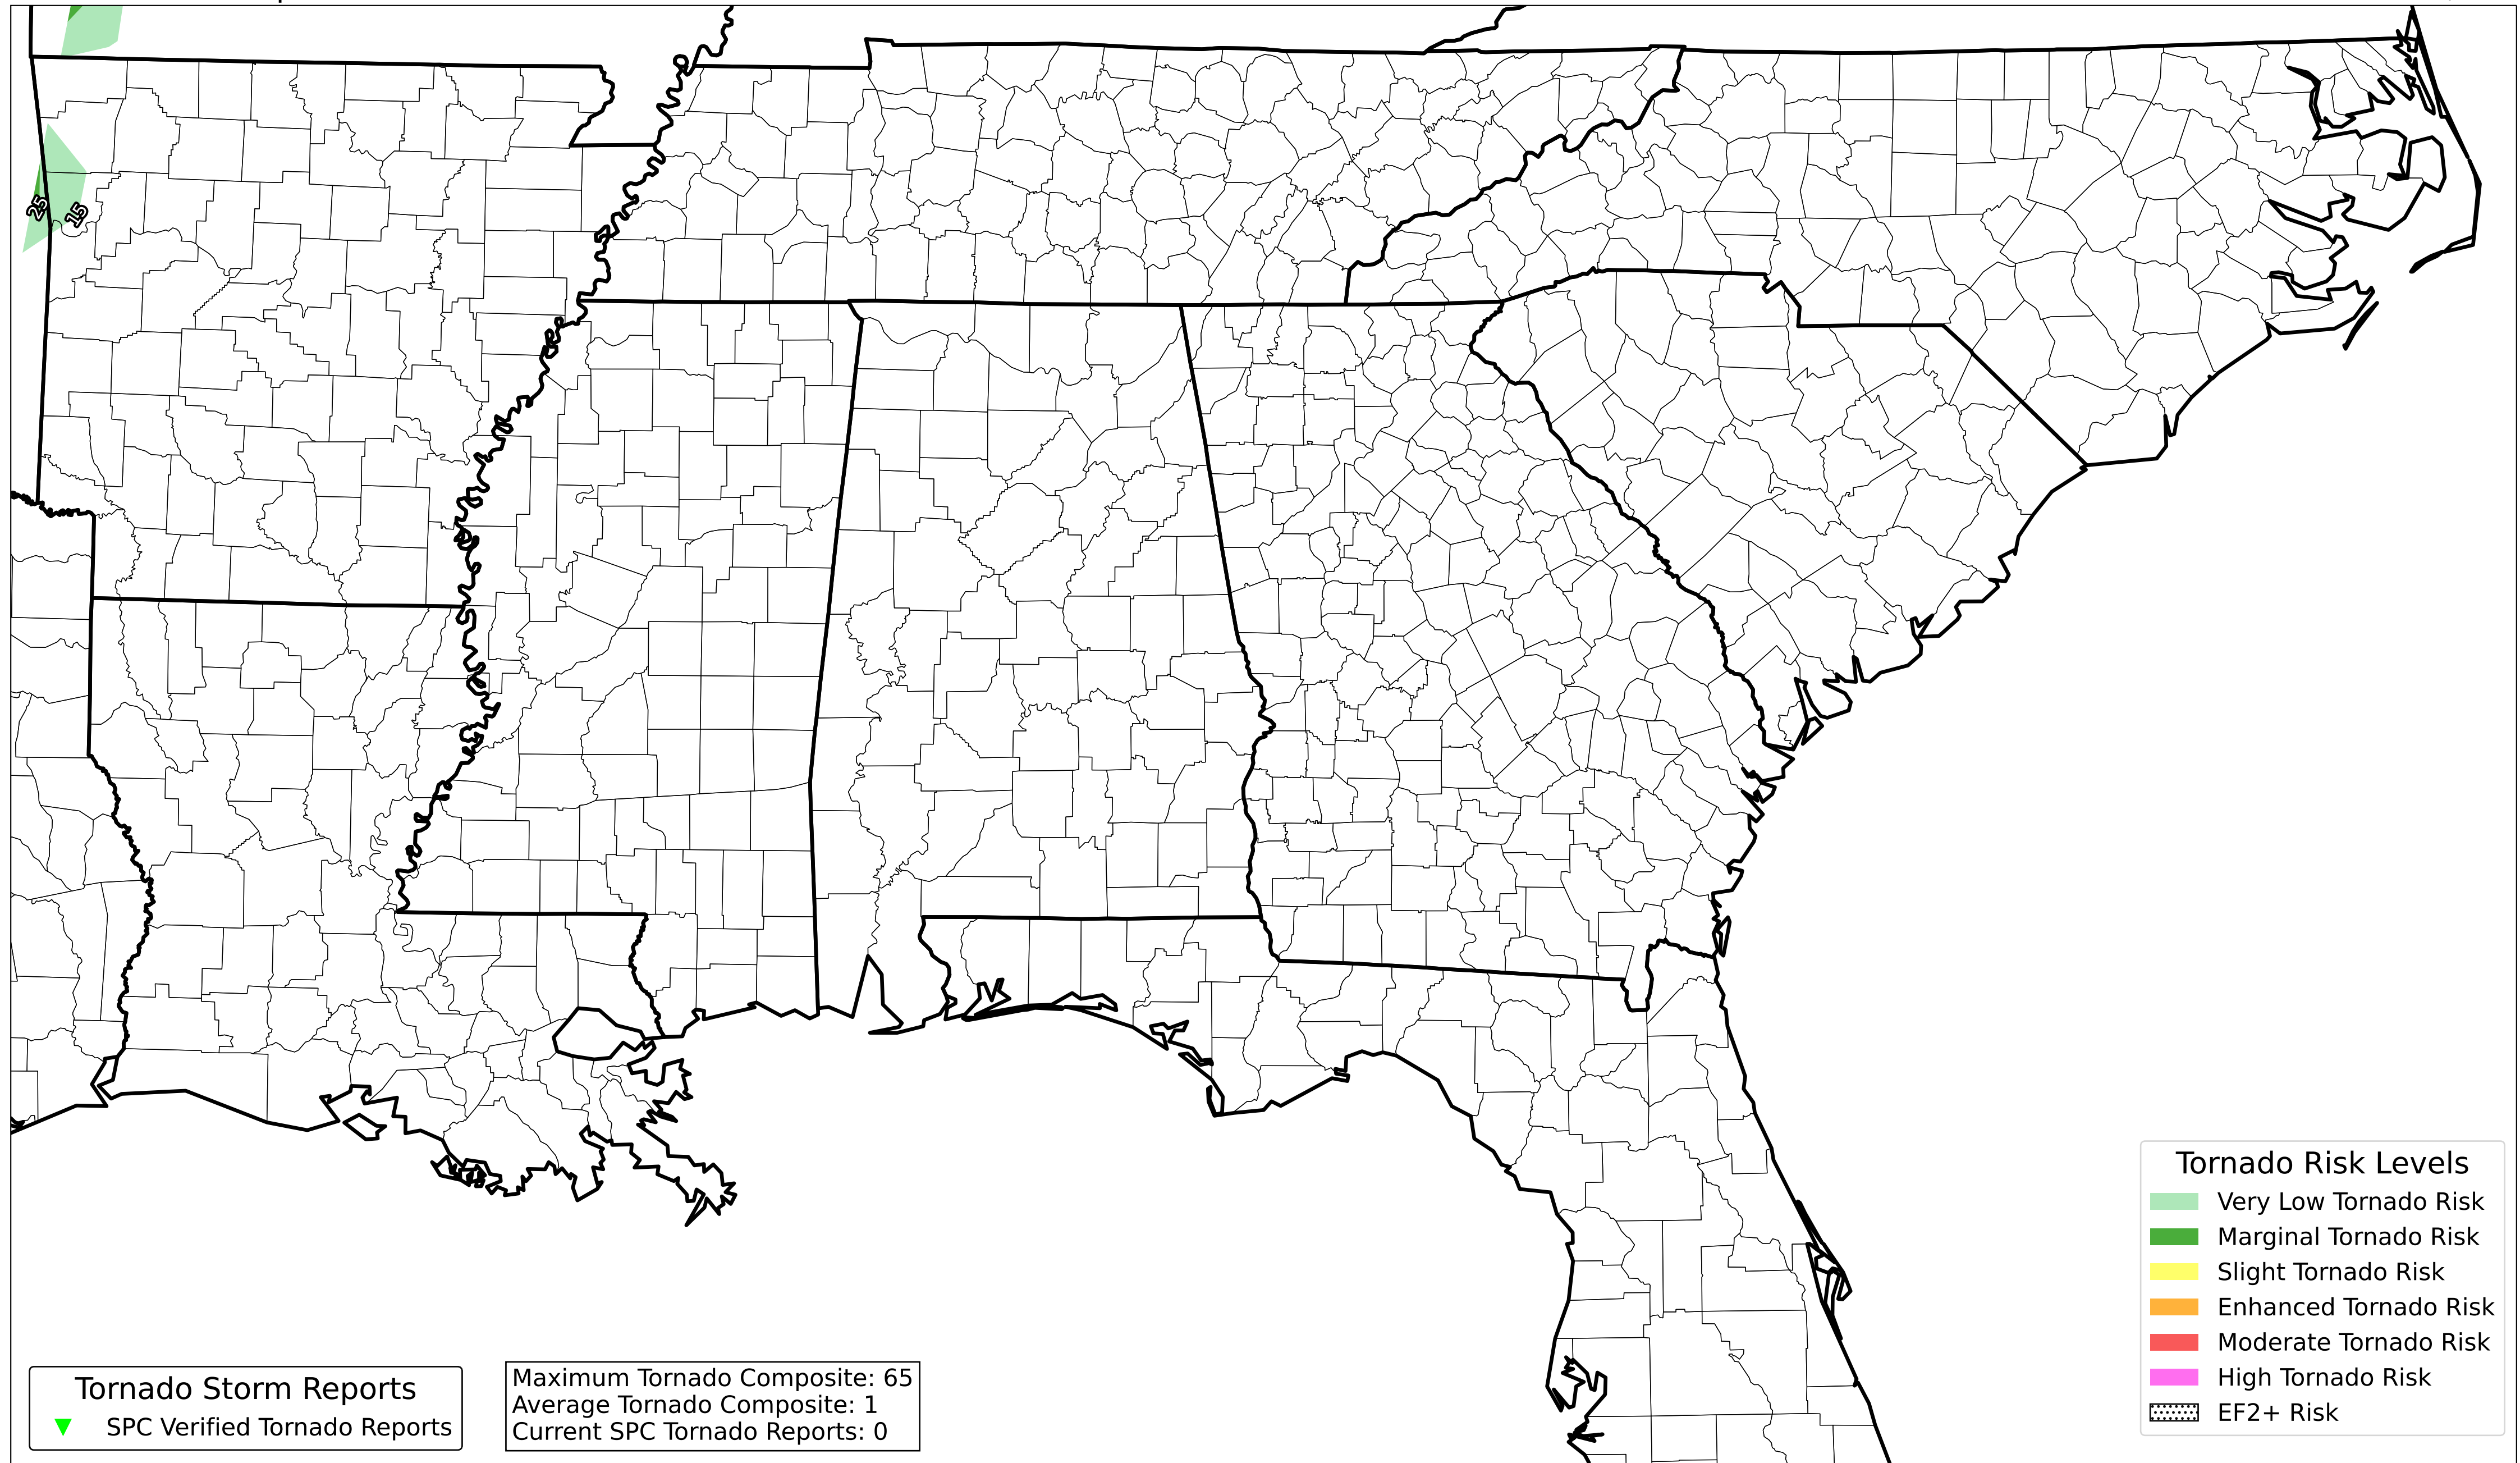 25
15
Tornado Risk Levels
Very Low Tornado Risk
Marginal Tornado Risk
Slight Tornado Risk
Enhanced Tornado Risk
Moderate Tornado Risk
High Tornado Risk
EF2+ Risk
Tornado Storm Reports
SPC Verified Tornado Reports
Maximum Tornado Composite: 65
Average Tornado Composite: 1
Current SPC Tornado Reports: 0